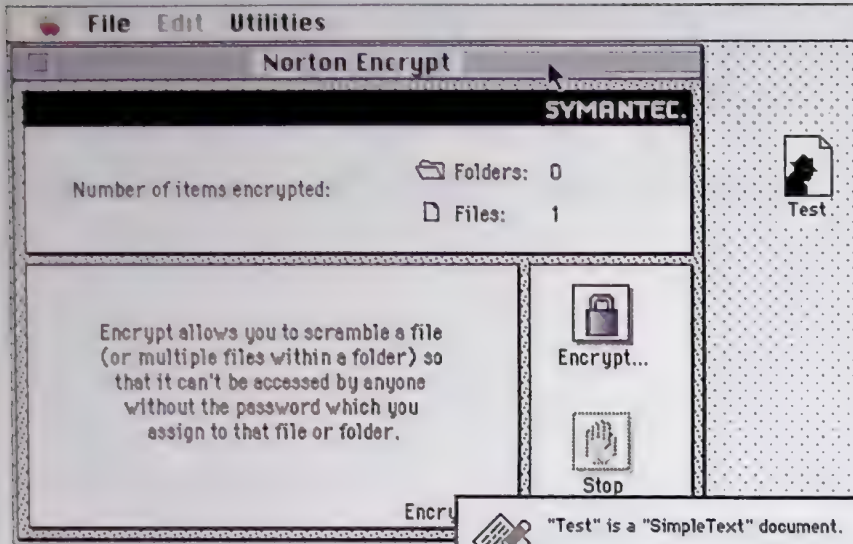 File Edit Utilities
Norton Encrypt
SYMANTEC.
Number of items encrypted:
Folders: 0
Files: 1
Test
Encrypt allows you to scramble a file
(or multiple files within a folder) so
that it can't be accessed by anyone
without the password which you
assign to that file or folder.
Encrypt...
Stop
"Test" is a "SimpleText" document.